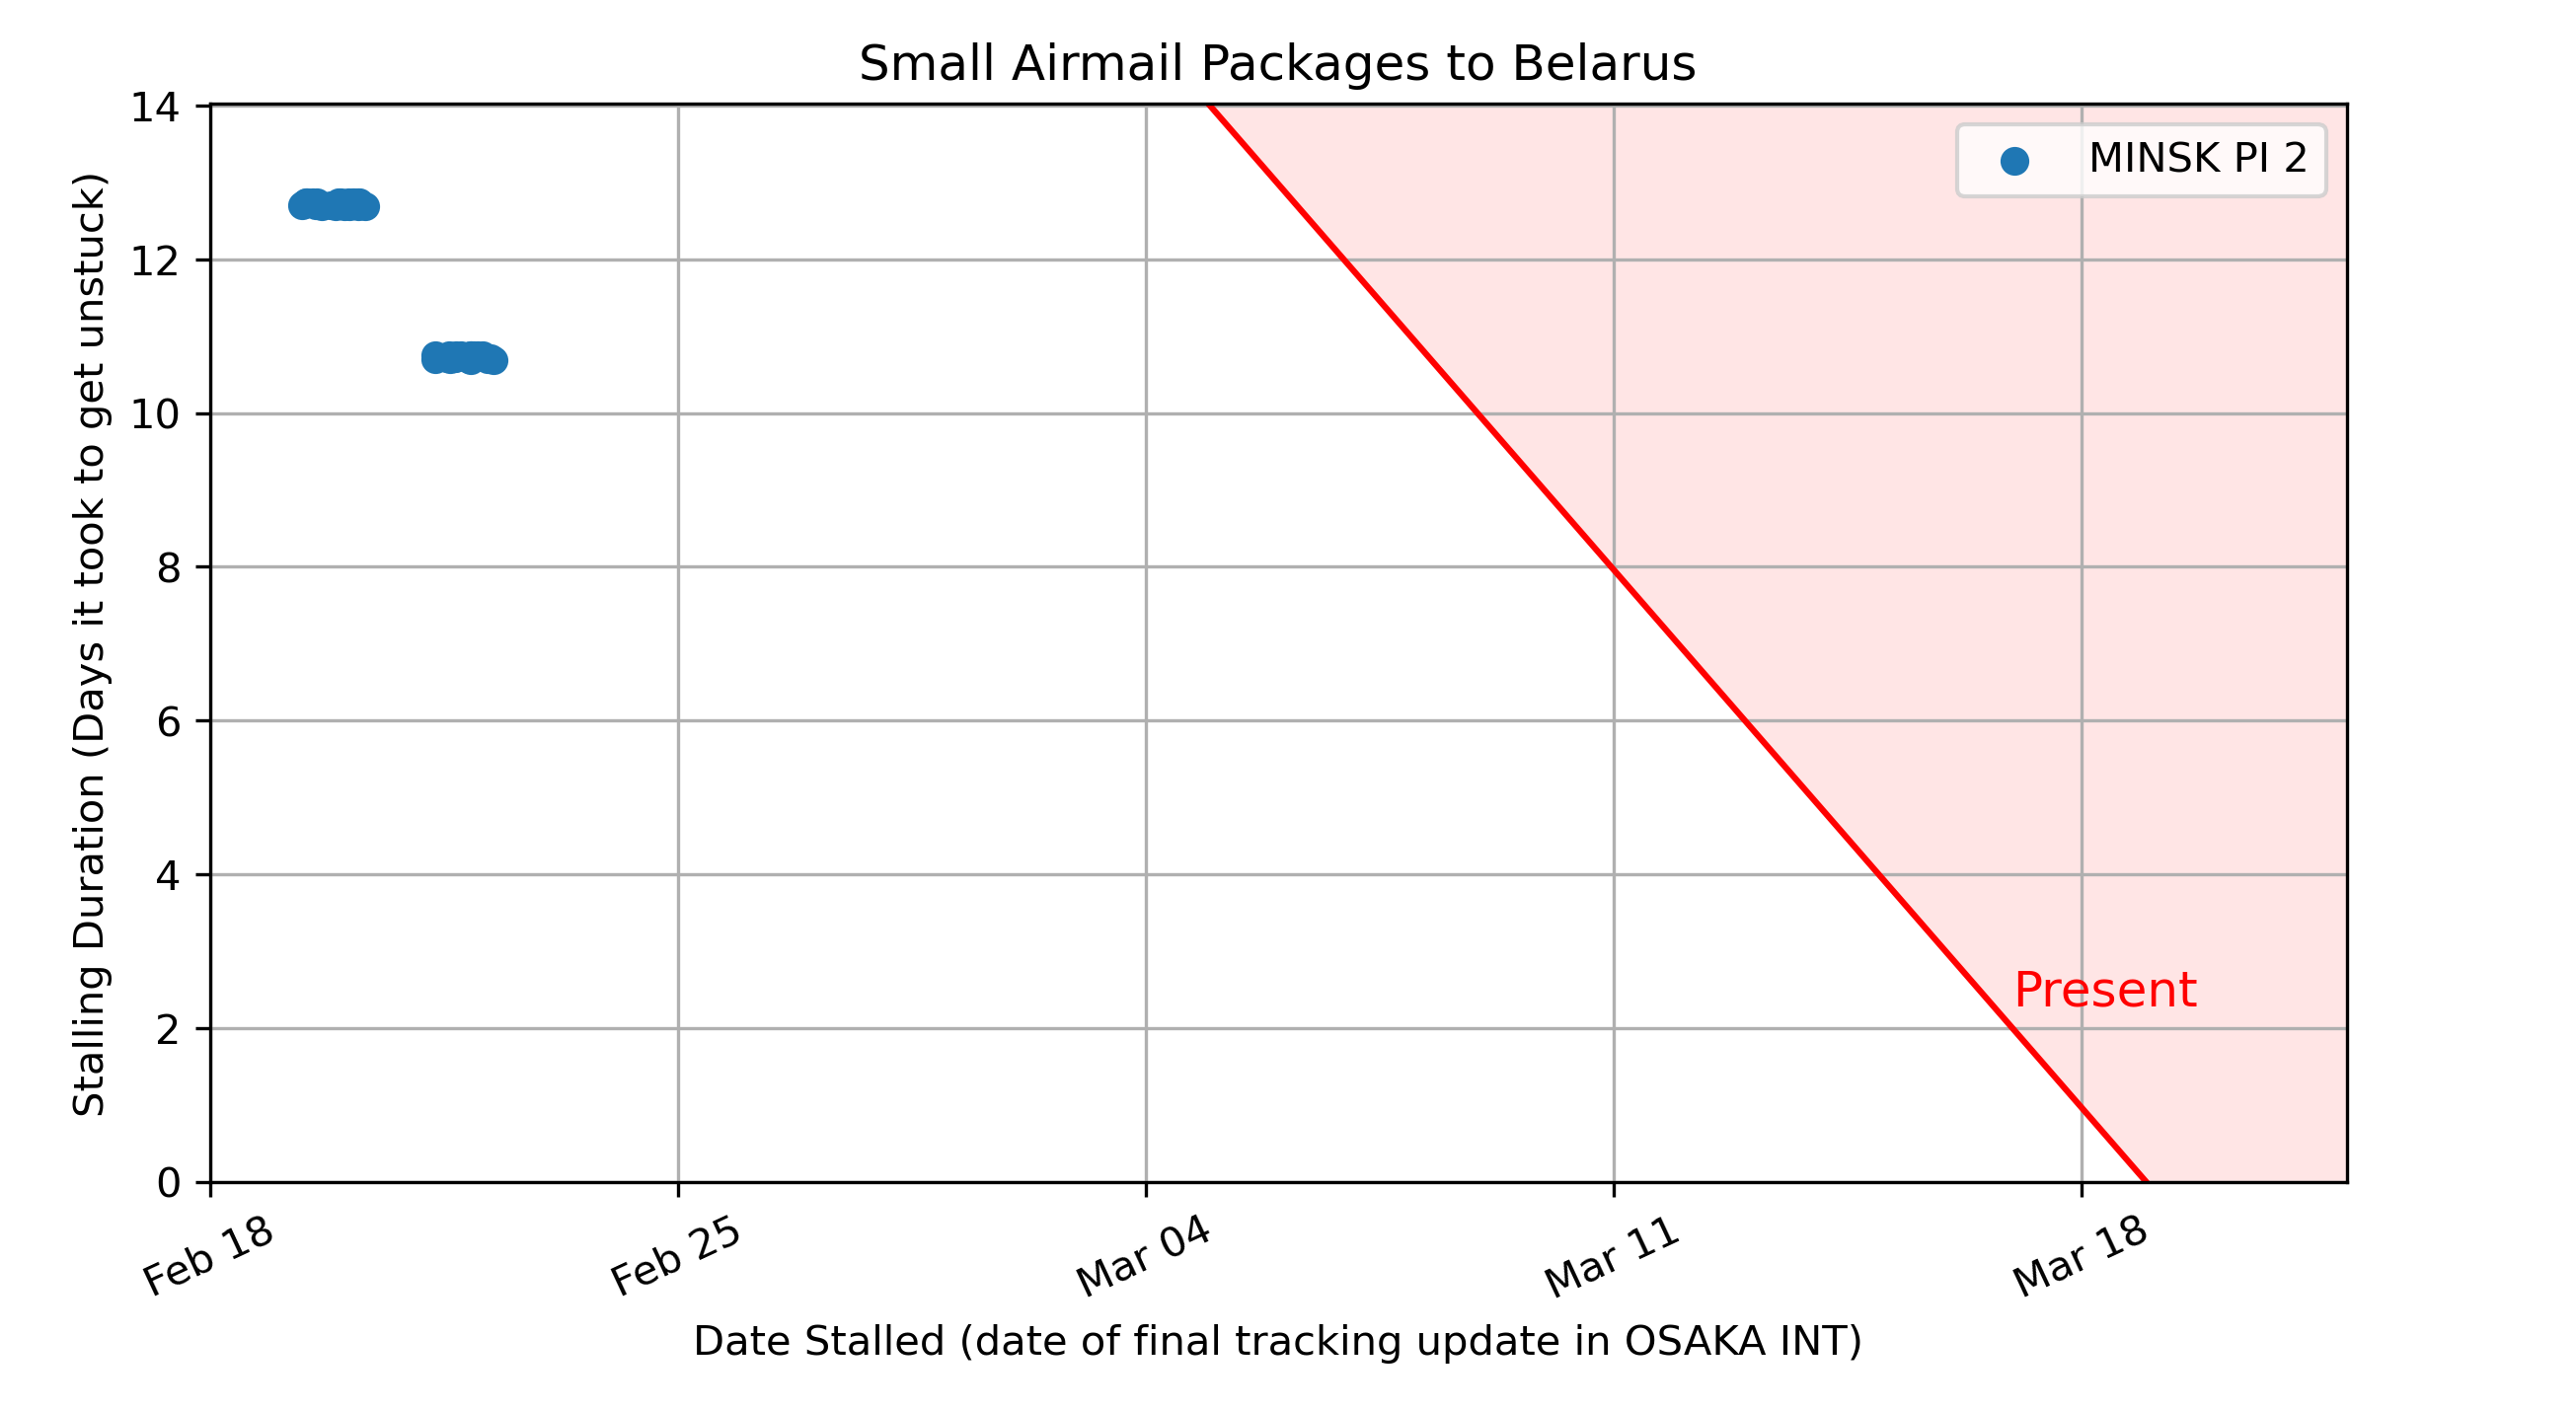 Small Airmail Packages to Belarus
Stalling Duration (Days it took to get unstuck)
14
12
10
8
6
4
2
0
MINSK PI 2
Present
Feb 18
Feb 25
Mar 04
Mar 11
Mar 18
Date Stalled (date of final tracking update in OSAKA INT)